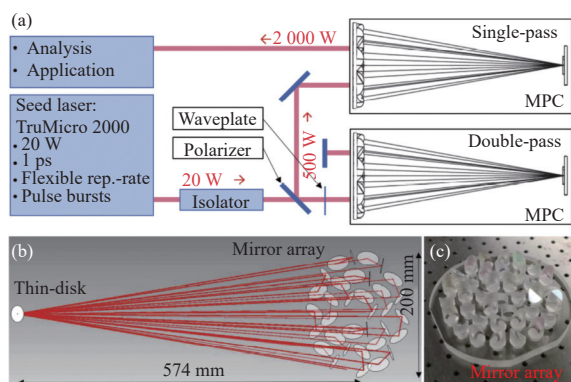 (a)
• Analysis
• Application
←2 000 W
Single-pass
MPC
Seed laser:
TruMicro 2000
• 20 W
• 1 ps
• Flexible rep.-rate
• Pulse bursts
Waveplate
Polarizer
20 W →
Isolator
500 W →
Double-pass
MPC
(b)
Mirror array
Thin-disk
200 mm
574 mm
(c)
Mirror array